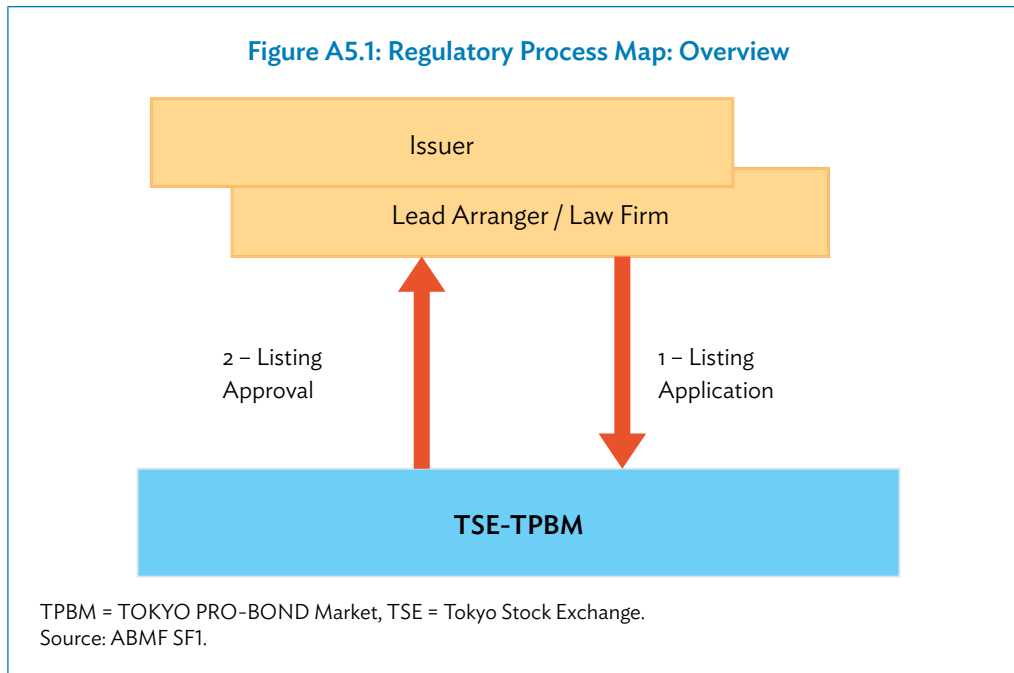 Figure A5.1: Regulatory Process Map: Overview
Issuer
Lead Arranger / Law Firm
2 – Listing
Approval
1 – Listing
Application
TSE-TPBM
TPBM = TOKYO PRO-BOND Market, TSE = Tokyo Stock Exchange.
Source: ABMF SF1.